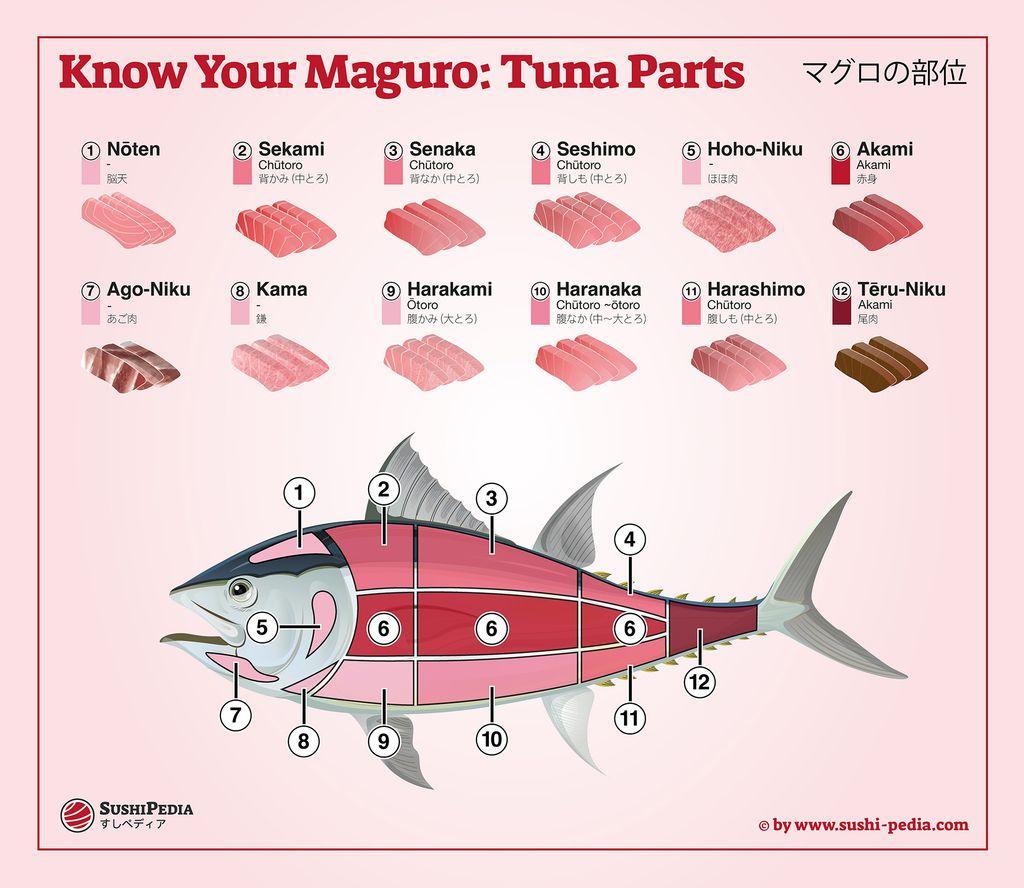 Know Your Maguro: Tuna Parts
マグロの部位
1 Nōten
-
脳天
2 Sekami
Chūtoro
背かみ (中とろ)
3 Senaka
Chūtoro
背なか (中とろ)
4 Seshimo
Chūtoro
背しも (中とろ)
5 Hoho-Niku
-
ほほ肉
6 Akami
Akami
赤身
7 Ago-Niku
-
あご肉
8 Kama
-
鎌
9 Harakami
Ōtoro
腹かみ (大とろ)
10 Haranaka
Chūtoro ~ōtoro
腹なか (中〜大とろ)
11 Harashimo
Chūtoro
腹しも (中とろ)
12 Tēru-Niku
Akami
尾肉
1
2
3
4
5
6
6
6
7
8
9
10
11
12
SUSHIPEDIA
すしペディア
© by www.sushi-pedia.com